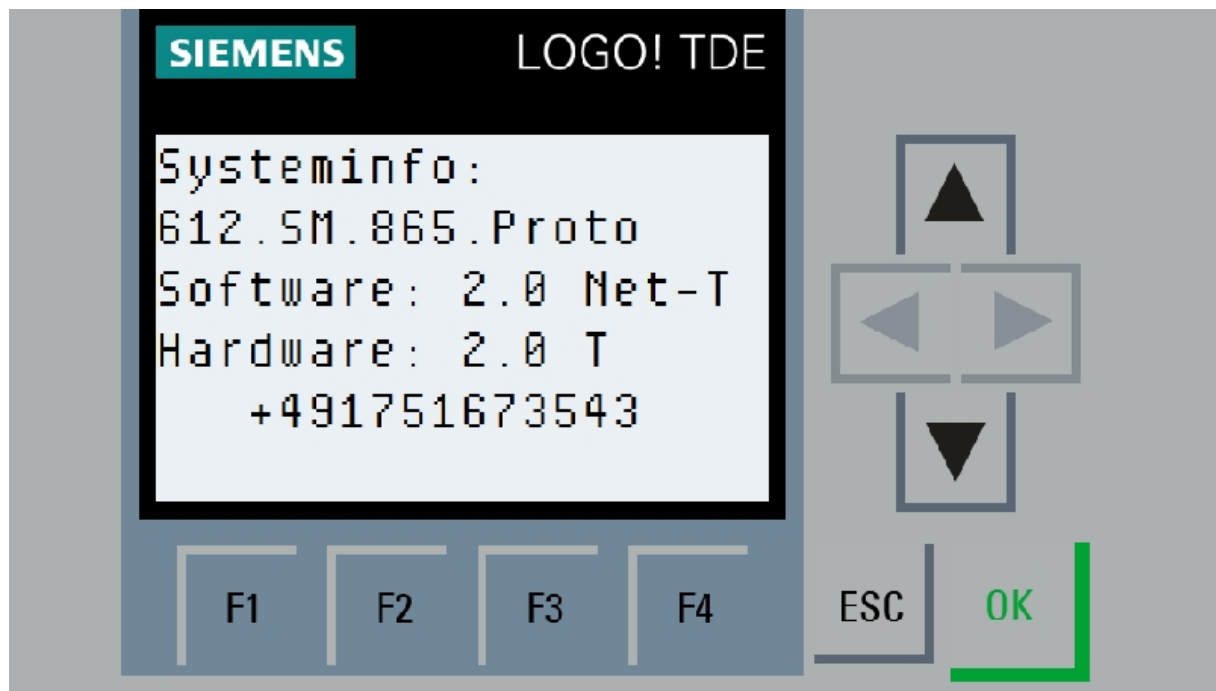 SIEMENS LOGO! TDE
Systeminfo:
612.SM.865.Proto
Software: 2.0 Net-T
Hardware: 2.0 T
+491751673543
F1 F2 F3 F4 ESC OK